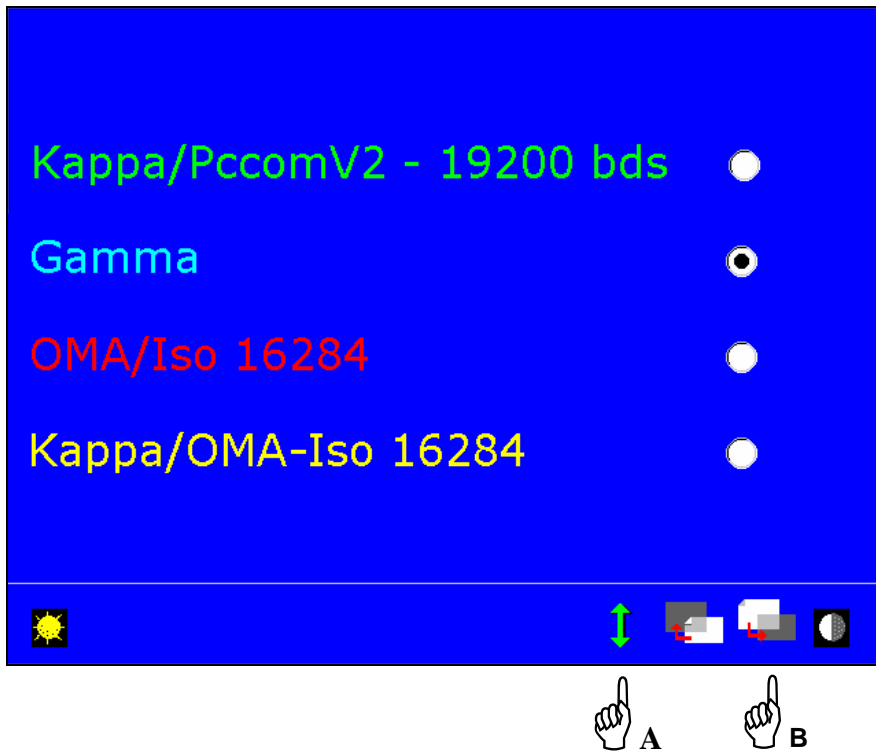 Kappa/PccomV2 - 19200 bds
Gamma
OMA/Iso 16284
Kappa/OMA-Iso 16284
A
B